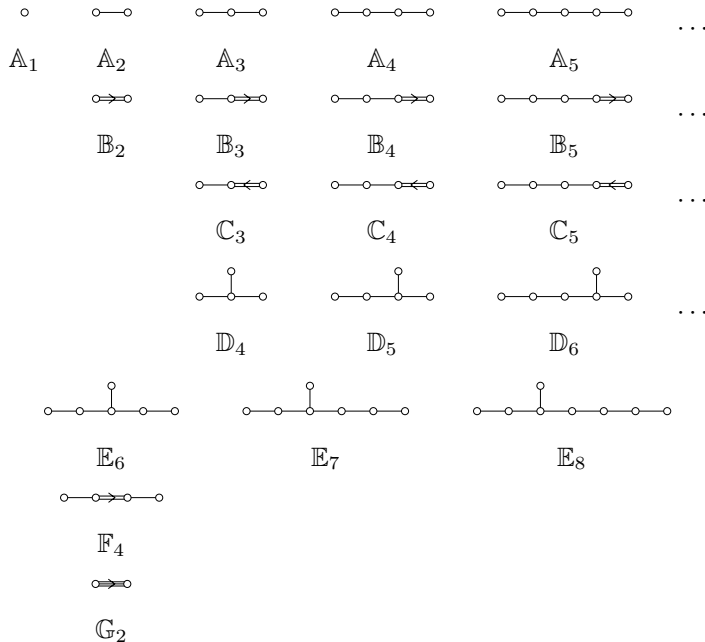 𝔸₁ 𝔸₂ 𝔸₃ 𝔸₄ 𝔸₅ ...
𝔹₂ 𝔹₃ 𝔹₄ 𝔹₅ ...
ℂ₃ ℂ₄ ℂ₅ ...
𝔻₄ 𝔻₅ 𝔻₆ ...
𝔼₆ 𝔼₇ 𝔼₈
𝔽₄
𝔾₂